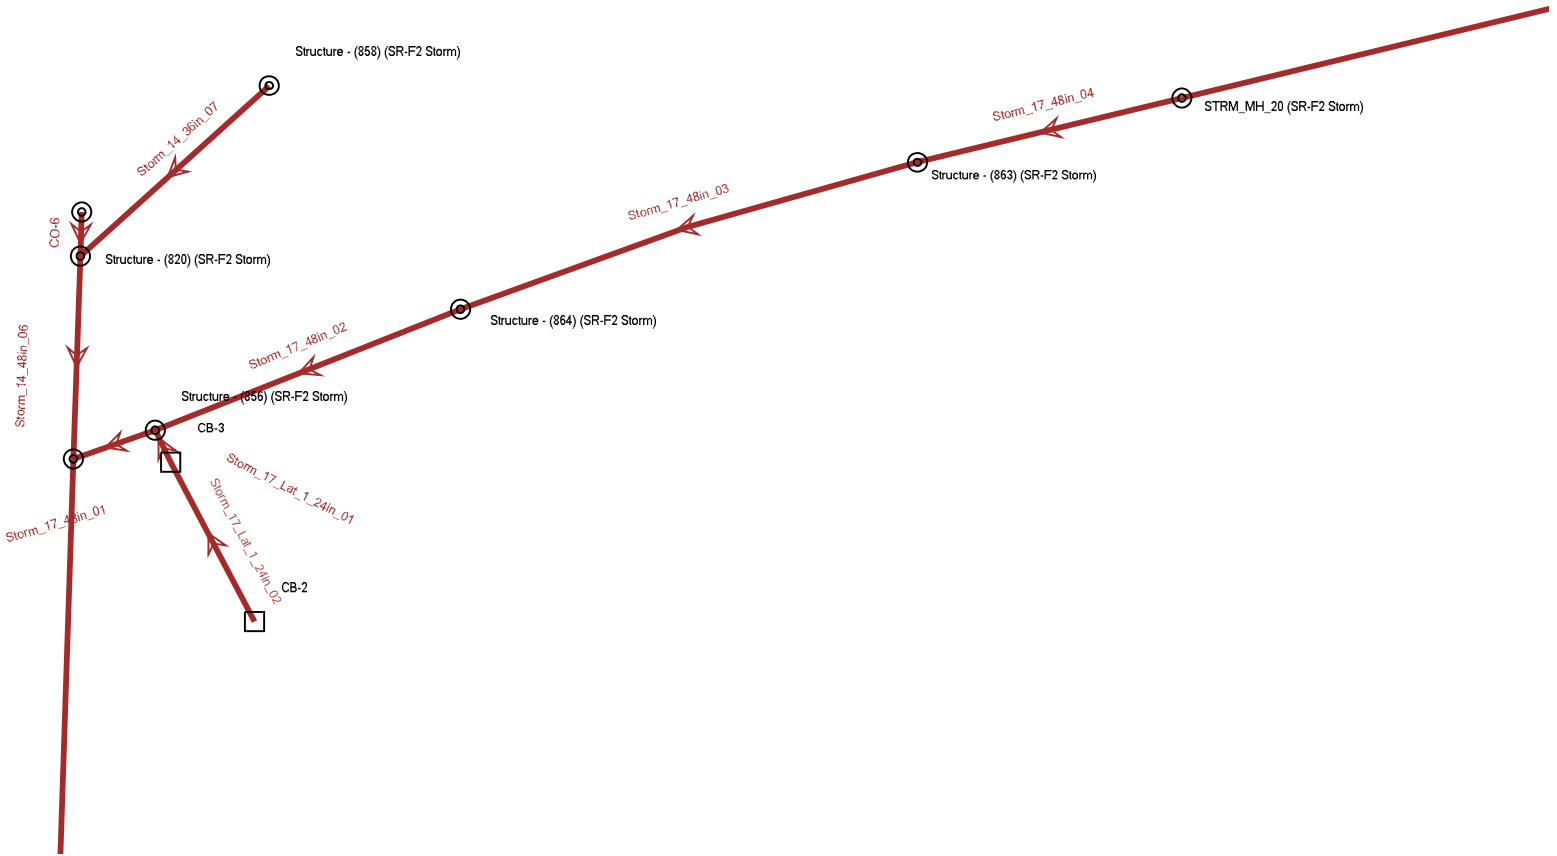 Structure - (858) (SR-F2 Storm)
Storm_17_48in_04
STRM_MH_20 (SR-F2 Storm)
Storm_14_36in_07
Structure - (863) (SR-F2 Storm)
Storm_17_48in_03
CO-6
Structure - (820) (SR-F2 Storm)
Structure - (864) (SR-F2 Storm)
Storm_17_48in_02
Storm_14_48in_06
Structure - (856) (SR-F2 Storm)
CB-3
Storm_17_Lat_1_24in_01
Storm_17_Lat_1_24in_02
Storm_17_48in_01
CB-2